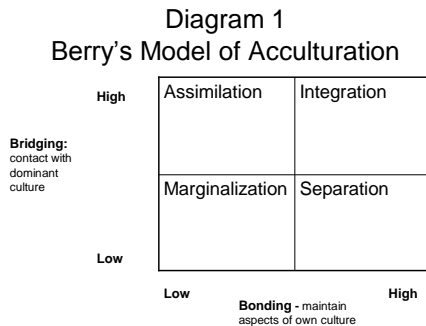 Diagram 1
Berry's Model of Acculturation
High
Assimilation
Integration
Bridging:
contact with
dominant
culture
Marginalization
Separation
Low
Low
High
Bonding - maintain
aspects of own culture